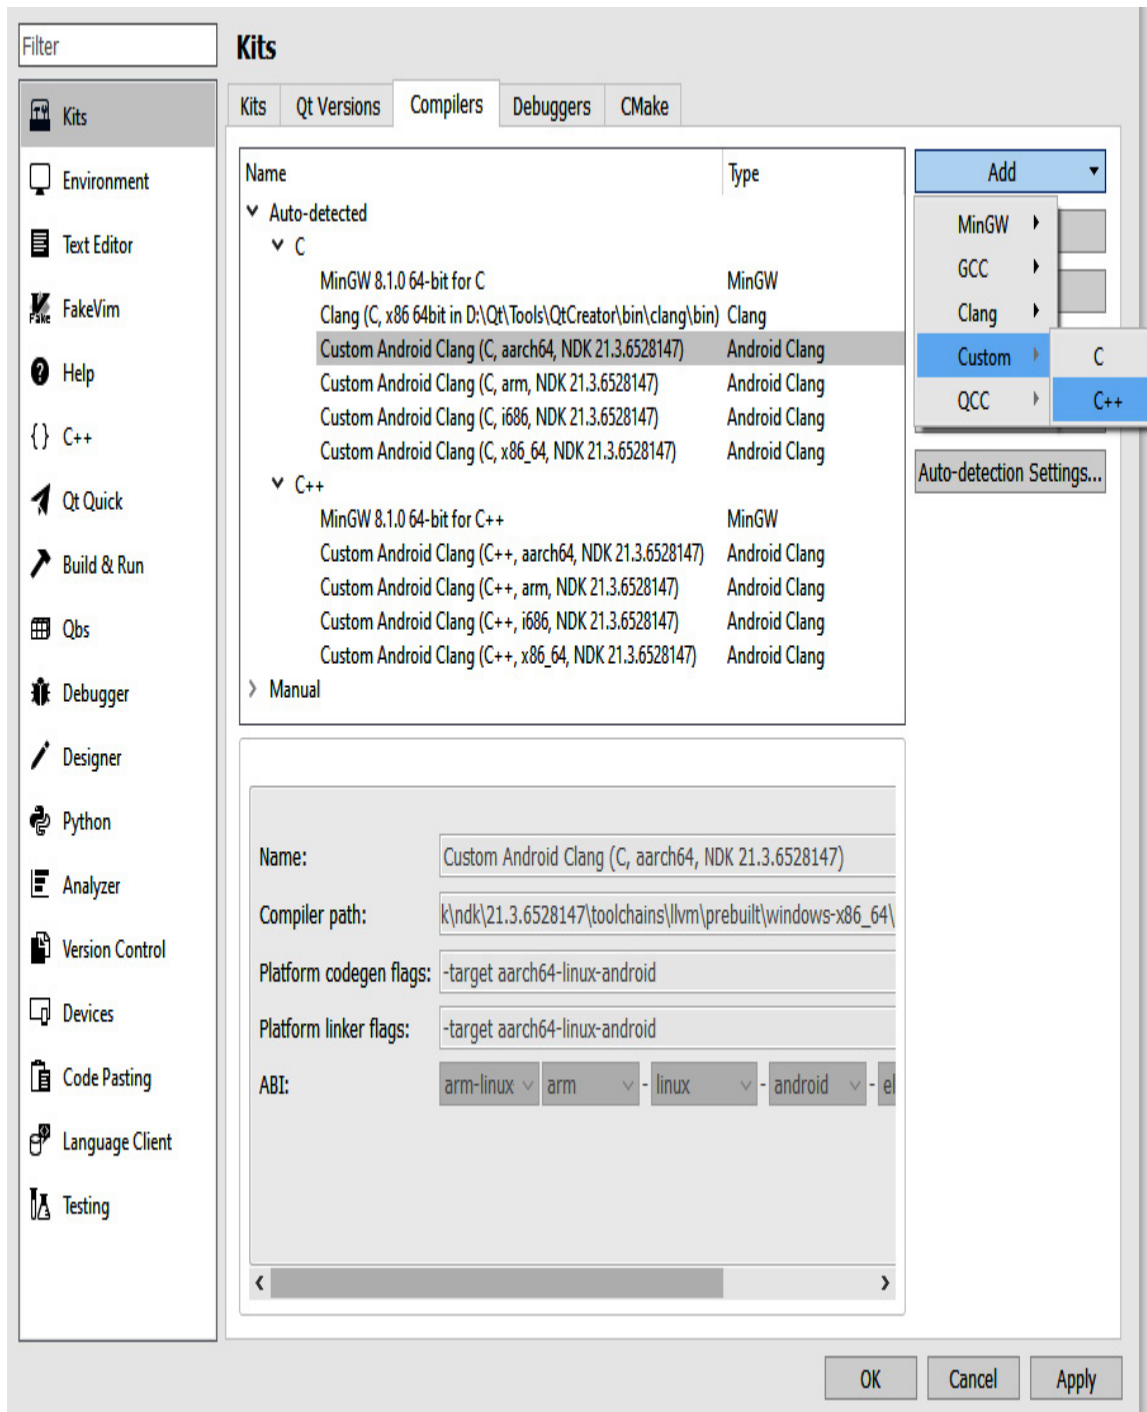 Filter
Kits
Environment
Text Editor
FakeVim
Help
C++
Qt Quick
Build & Run
Qbs
Debugger
Designer
Python
Analyzer
Version Control
Devices
Code Pasting
Language Client
Testing
Kits
Kits Qt Versions Compilers Debuggers CMake
Name Type
Auto-detected
C
MinGW 8.1.0 64-bit for C MinGW
Clang (C, x86 64bit in D:\Qt\Tools\QtCreator\bin\clang\bin) Clang
Custom Android Clang (C, aarch64, NDK 21.3.6528147) Android Clang
Custom Android Clang (C, arm, NDK 21.3.6528147) Android Clang
Custom Android Clang (C, i686, NDK 21.3.6528147) Android Clang
Custom Android Clang (C, x86_64, NDK 21.3.6528147) Android Clang
C++
MinGW 8.1.0 64-bit for C++ MinGW
Custom Android Clang (C++, aarch64, NDK 21.3.6528147) Android Clang
Custom Android Clang (C++, arm, NDK 21.3.6528147) Android Clang
Custom Android Clang (C++, i686, NDK 21.3.6528147) Android Clang
Custom Android Clang (C++, x86_64, NDK 21.3.6528147) Android Clang
Manual
Add
MinGW
GCC
Clang
Custom
QCC
C
C++
Auto-detection Settings...
Name: Custom Android Clang (C, aarch64, NDK 21.3.6528147)
Compiler path: k\ndk\21.3.6528147\toolchains\llvm\prebuilt\windows-x86_64\
Platform codegen flags: -target aarch64-linux-android
Platform linker flags: -target aarch64-linux-android
ABI: arm-linux arm - linux - android - el
OK Cancel Apply